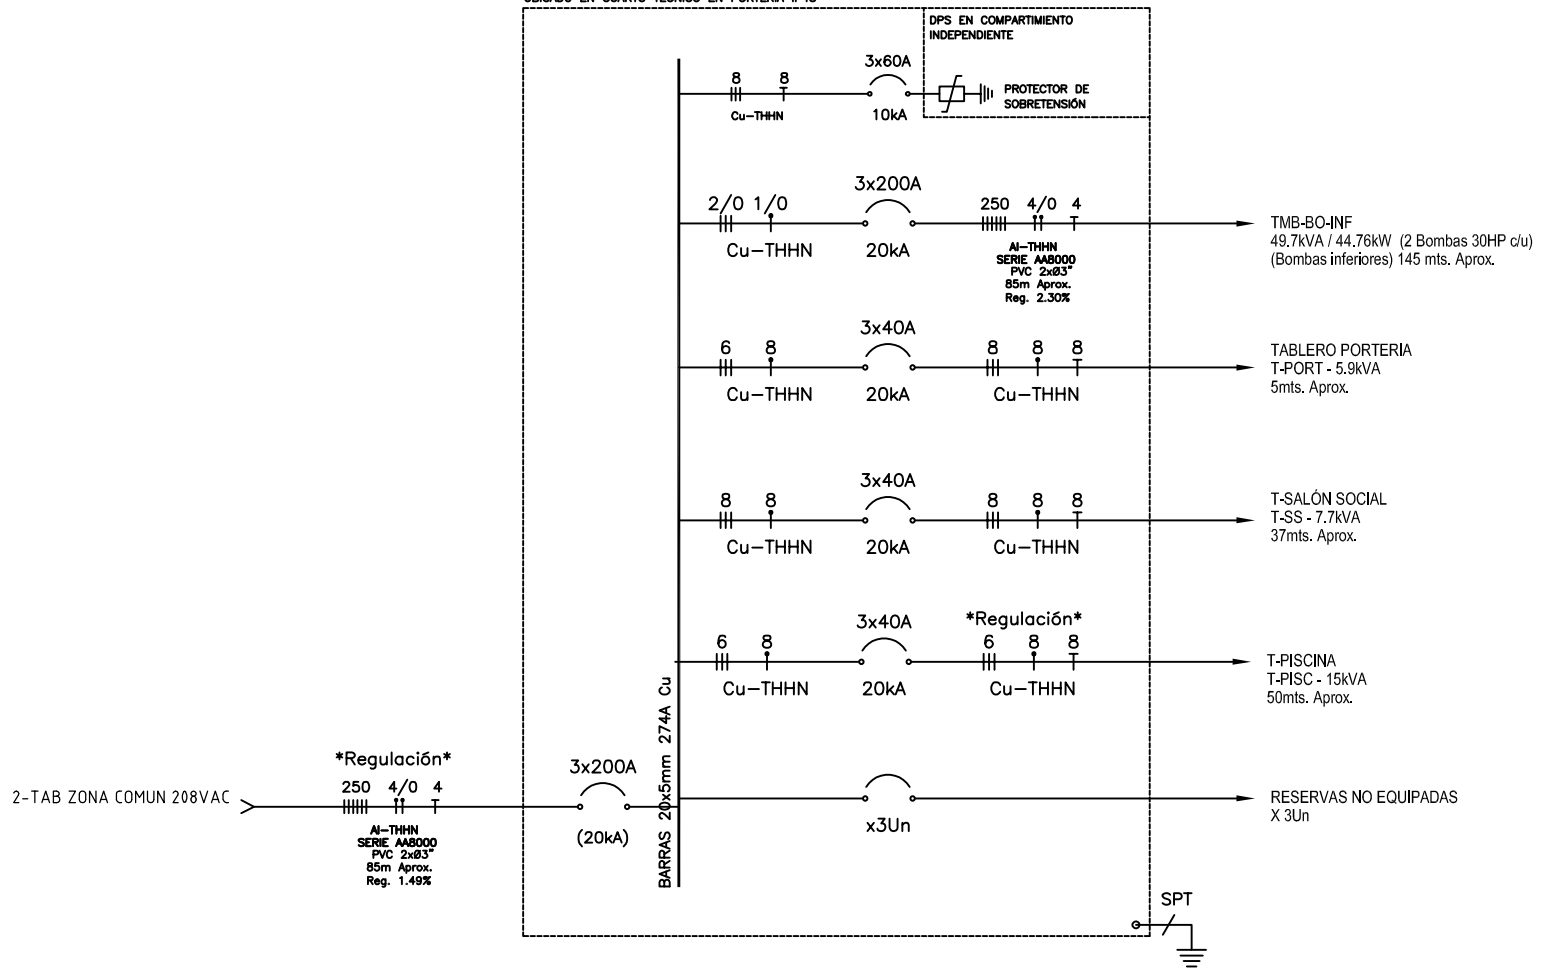 DPS EN COMPARTIMIENTO
INDEPENDIENTE
3x60A
8 8
Cu-THHN
10kA
PROTECTOR DE
SOBRETENSIÓN
3x200A
2/0 1/0
Cu-THHN
20kA
250 4/0 4
Al-THHN
SERIE AA8000
PVC 2xØ3"
85m Aprox.
Reg. 2.30%
TMB-BO-INF
49.7kVA / 44.76kW (2 Bombas 30HP c/u)
(Bombas inferiores) 145 mts. Aprox.
3x40A
6 8
Cu-THHN
20kA
8 8 8
Cu-THHN
TABLERO PORTERIA
T-PORT - 5.9kVA
5mts. Aprox.
3x40A
8 8
Cu-THHN
20kA
8 8 8
Cu-THHN
T-SALÓN SOCIAL
T-SS - 7.7kVA
37mts. Aprox.
3x40A
6 8
Cu-THHN
20kA
*Regulación*
6 8 8
Cu-THHN
T-PISCINA
T-PISC - 15kVA
50mts. Aprox.
BARRAS 20x5mm 274A Cu
2-TAB ZONA COMUN 208VAC
*Regulación*
250 4/0 4
Al-THHN
SERIE AA8000
PVC 2xØ3"
85m Aprox.
Reg. 1.49%
3x200A
(20kA)
x3Un
RESERVAS NO EQUIPADAS
X 3Un
SPT